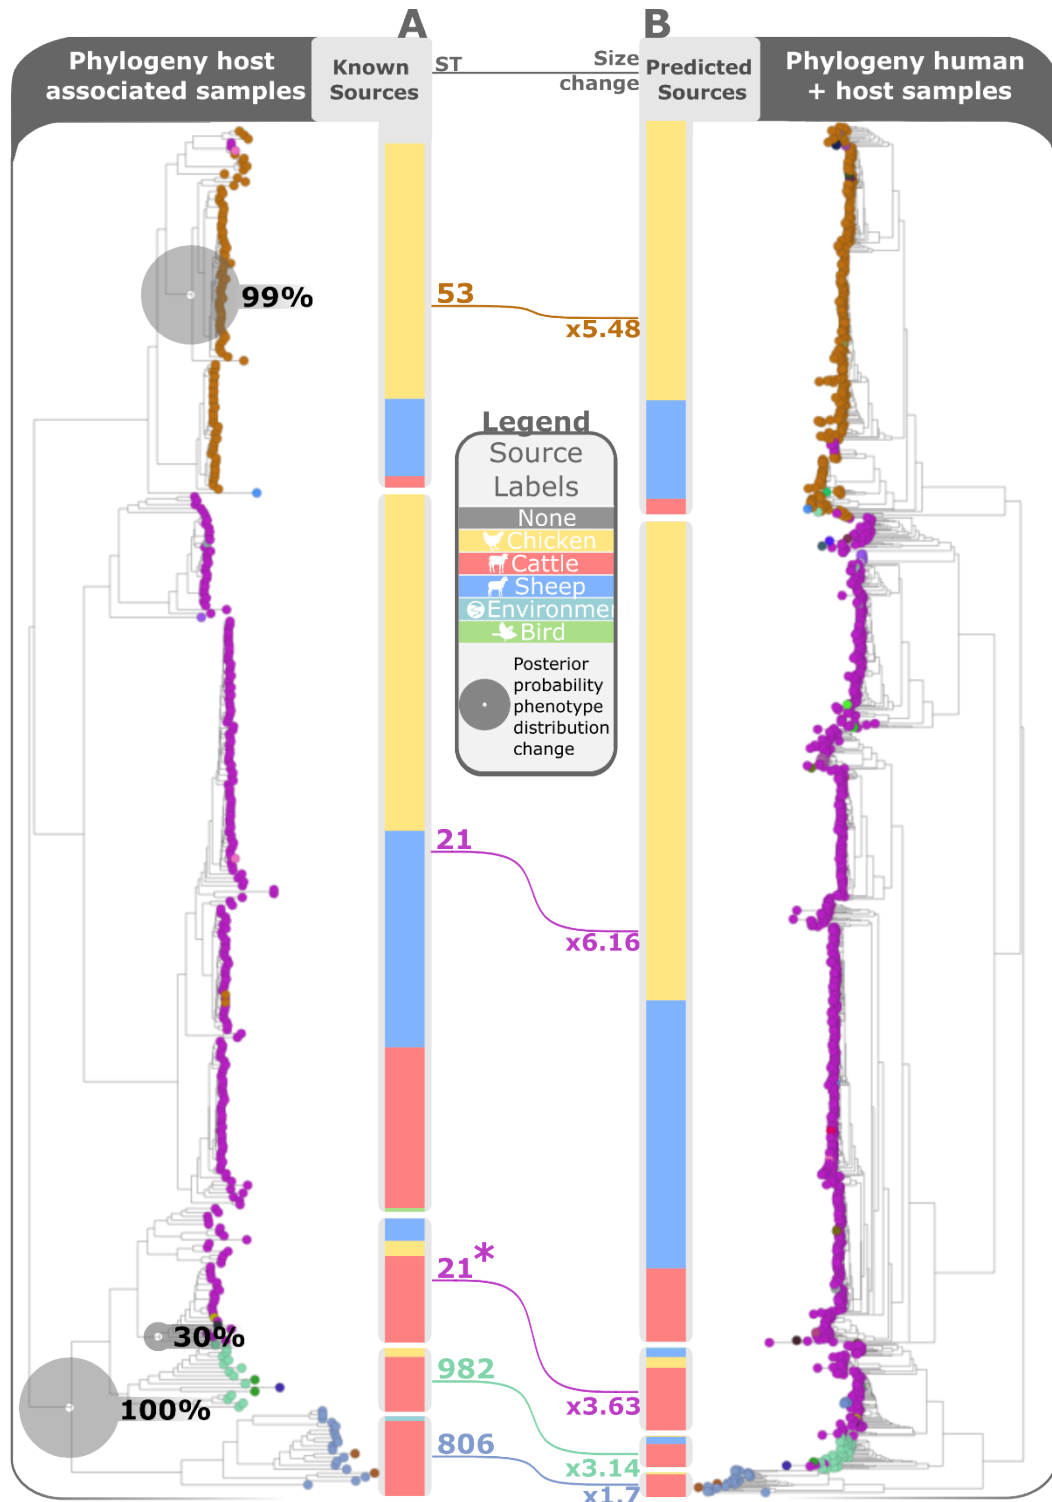 A
B
Phylogeny host
associated samples
Known
Sources
ST
Size
change
Predicted
Sources
Phylogeny human
+ host samples
99%
53
x5.48
Legend
Source
Labels
None
Chicken
Cattle
Sheep
Environmen
Bird
Posterior
probability
phenotype
distribution
change
21
x6.16
21*
30%
982
x3.63
100%
806
x3.14
x1.7